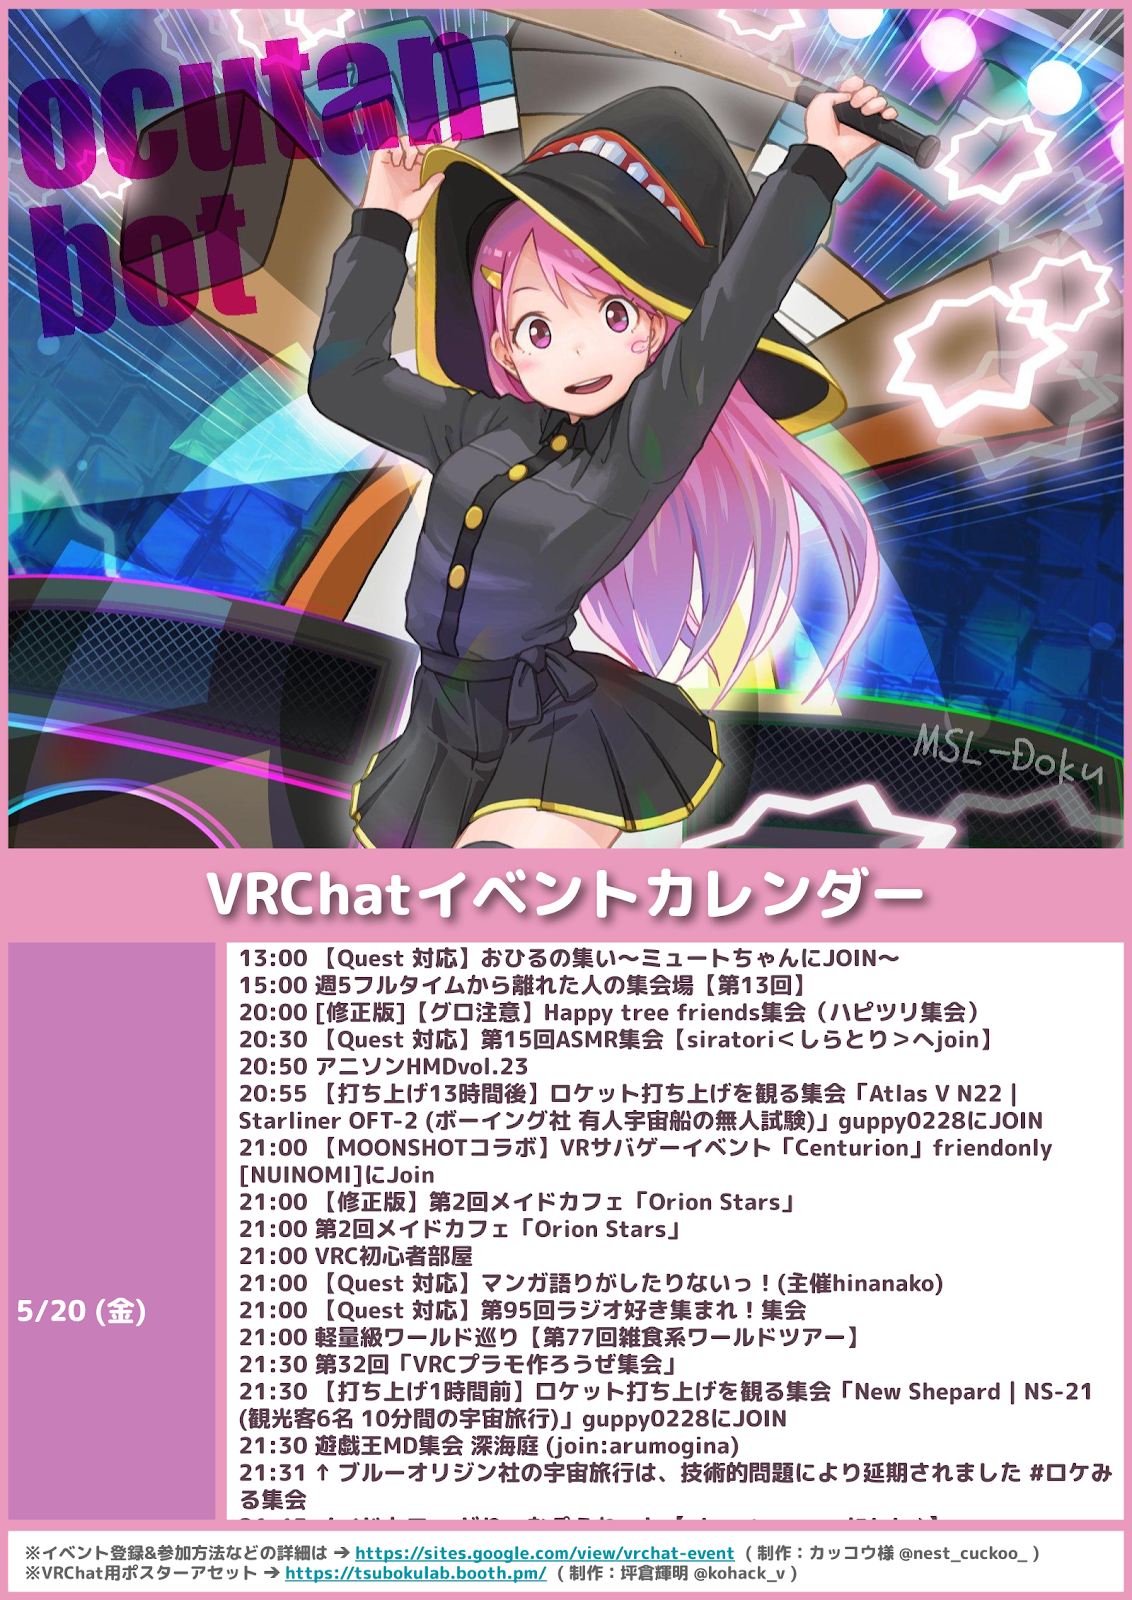 ocutan
bot
MSL-Doku
VRChatイベントカレンダー
5/20 (金)
13:00 【Quest 対応】おひるの集い～ミュートちゃんにJOIN～
15:00 週5フルタイムから離れた人の集会場【第13回】
20:00 [修正版]【グロ注意】Happy tree friends集会（ハピツリ集会）
20:30 【Quest 対応】第15回ASMR集会【siratori＜しらとり＞へjoin】
20:50 アニソンHMDvol.23
20:55 【打ち上げ13時間後】ロケット打ち上げを観る集会「Atlas V N22 |
Starliner OFT-2 (ボーイング社 有人宇宙船の無人試験)」guppy0228にJOIN
21:00 【MOONSHOTコラボ】VRサバゲーイベント「Centurion」friendonly
[NUINOMI]にJoin
21:00 【修正版】第2回メイドカフェ「Orion Stars」
21:00 第2回メイドカフェ「Orion Stars」
21:00 VRC初心者部屋
21:00 【Quest 対応】マンガ語りがしたりないっ！(主催hinanako)
21:00 【Quest 対応】第95回ラジオ好き集まれ！集会
21:00 軽量級ワールド巡り【第77回雑食系ワールドツアー】
21:30 第32回「VRCプラモ作ろうぜ集会」
21:30 【打ち上げ1時間前】ロケット打ち上げを観る集会「New Shepard | NS-21
(観光客6名 10分間の宇宙旅行)」guppy0228にJOIN
21:30 遊戯王MD集会 深海庭 (join:arumogina)
21:31 ↑ ブルーオリジン社の宇宙旅行は、技術的問題により延期されました #ロケみ
る集会
※イベント登録&参加方法などの詳細は → https://sites.google.com/view/vrchat-event （ 制作：カッコウ様 @nest_cuckoo_ ）
※VRChat用ポスターアセット → https://tsubokulab.booth.pm/ （ 制作：坪倉輝明 @kohack_v ）